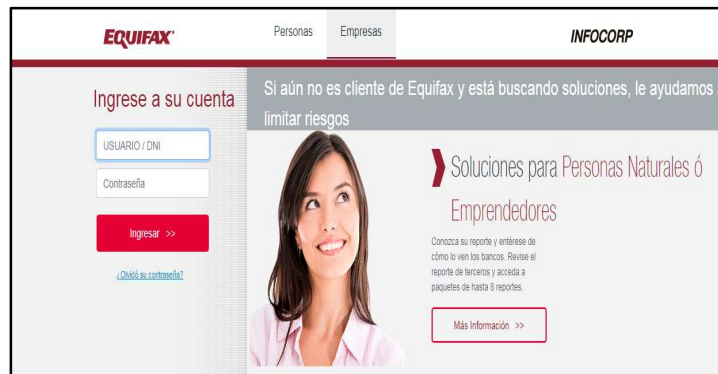 EQUIFAX
Personas
Empresas
INFOCORP
Ingrese a su cuenta
USUARIO / DNI
Contraseña
Ingresar >>
¿Olvidó su contraseña?
Si aún no es cliente de Equifax y está buscando soluciones, le ayudamos
limitar riesgos
Soluciones para Personas Naturales ó
Emprendedores
Conozca su reporte y entérese de
cómo lo ven los bancos. Revise el
reporte de terceros y acceda a
paquetes de hasta 8 reportes.
Más Información >>